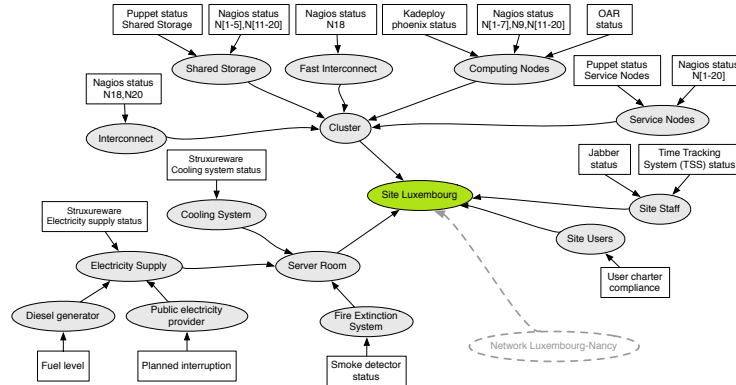 Puppet status
Shared Storage
Nagios status
N[1-5],N[11-20]
Nagios status
N18
Kadeploy
phoenix status
Nagios status
N[1-7],N9,N[11-20]
OAR
status
Shared Storage
Fast Interconnect
Computing Nodes
Puppet status
Service Nodes
Nagios status
N[1-20]
Nagios status
N18,N20
Interconnect
Cluster
Service Nodes
Struxureware
Cooling system status
Jabber
status
Time Tracking
System (TSS) status
Site Luxembourg
Struxureware
Electricity supply status
Cooling System
Site Staff
Site Users
Electricity Supply
Server Room
User charter
compliance
Diesel generator
Public electricity
provider
Fire Extinction
System
Network Luxembourg-Nancy
Fuel level
Planned interruption
Smoke detector
status